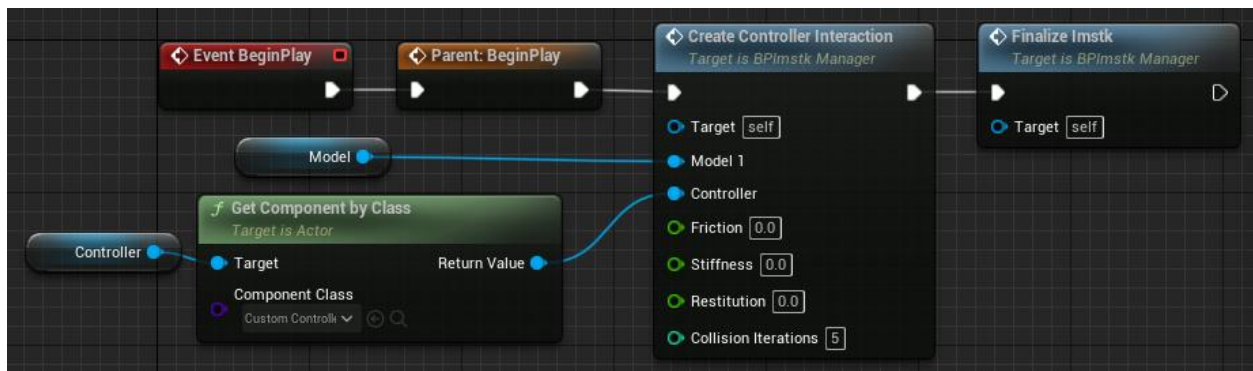 Event BeginPlay
Parent: BeginPlay
Create Controller Interaction
Target is BPImstk Manager
Target self
Model 1
Controller
Friction 0.0
Stiffness 0.0
Restitution 0.0
Collision Iterations 5
Finalize Imstk
Target is BPImstk Manager
Target self
Model
Controller
f Get Component by Class
Target is Actor
Target
Return Value
Component Class
Custom Controlle